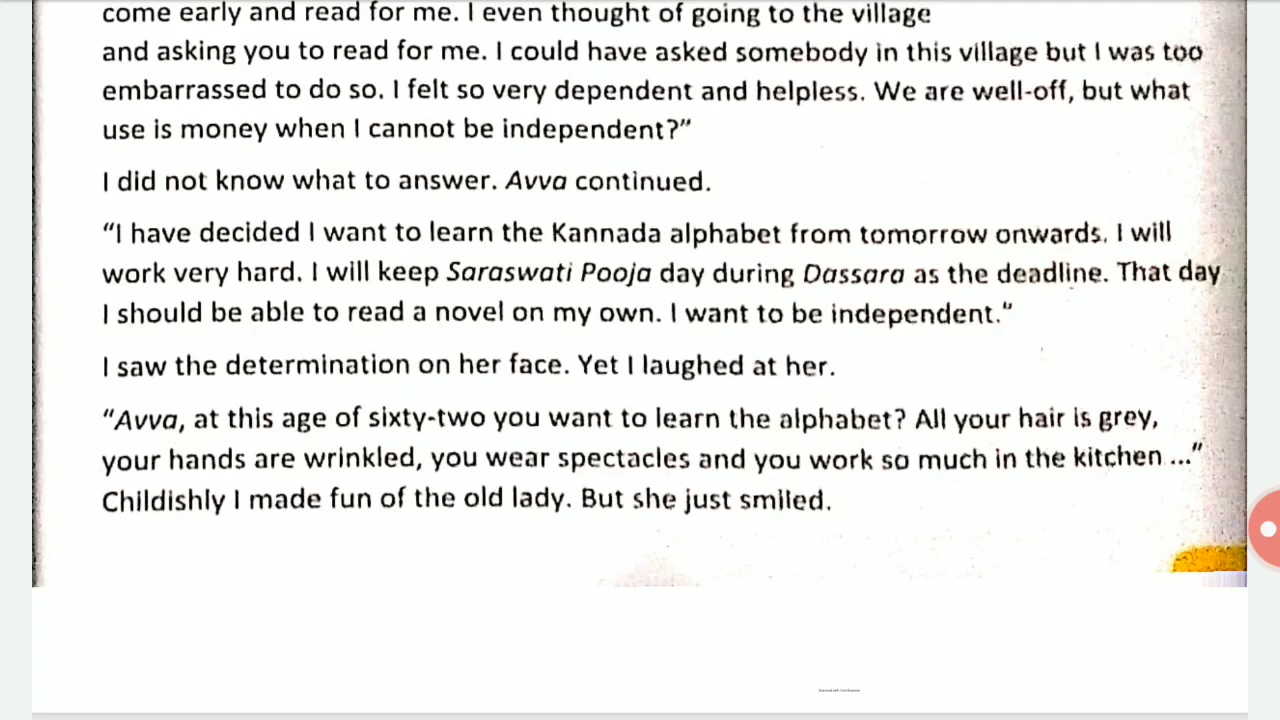 come early and read for me. I even thought of going to the village
and asking you to read for me. I could have asked somebody in this village but I was too
embarrassed to do so. I felt so very dependent and helpless. We are well-off, but what
use is money when I cannot be independent?”
I did not know what to answer. Avva continued.
“I have decided I want to learn the Kannada alphabet from tomorrow onwards. I will
work very hard. I will keep Saraswati Pooja day during Dassara as the deadline. That day
I should be able to read a novel on my own. I want to be independent."
I saw the determination on her face. Yet I laughed at her.
“Avva, at this age of sixty-two you want to learn the alphabet? All your hair is grey,
your hands are wrinkled, you wear spectacles and you work so much in the kitchen ...”
Childishly I made fun of the old lady. But she just smiled.